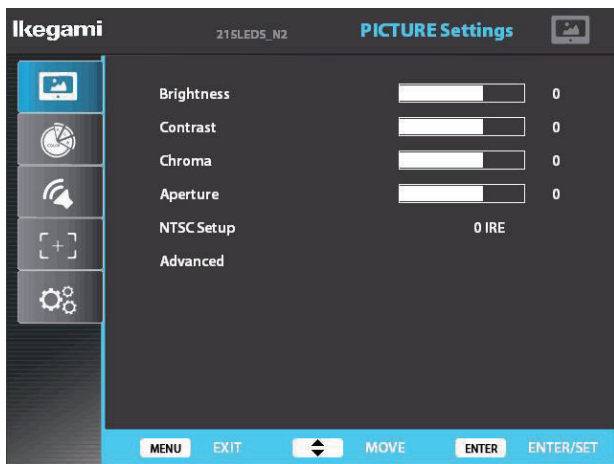 Ikegami 215LEDS_N2 PICTURE Settings
Brightness 0
Contrast 0
COLOR
Chroma 0
Aperture 0
NTSC Setup 0 IRE
Advanced
MENU EXIT MOVE ENTER ENTER/SET